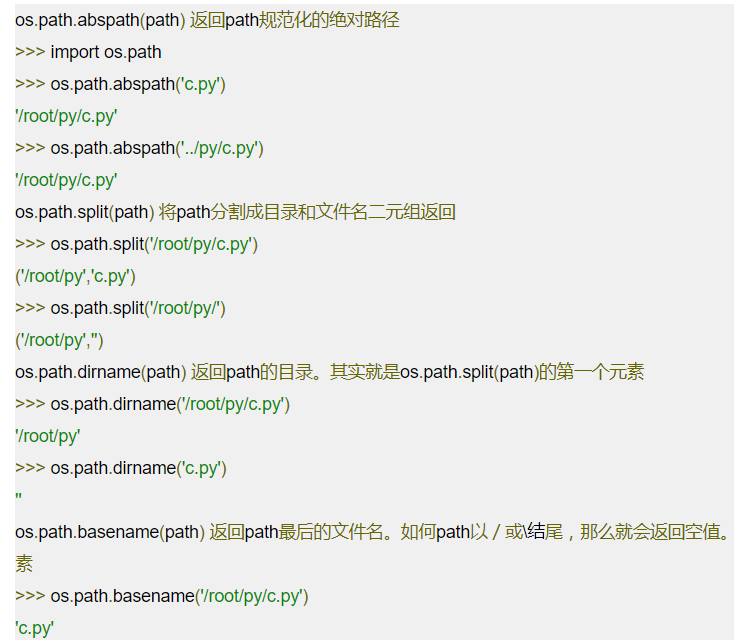 os.path.abspath(path) 返回path规范化的绝对路径
>>> import os.path
>>> os.path.abspath('c.py')
'/root/py/c.py'
>>> os.path.abspath('../py/c.py')
'/root/py/c.py'
os.path.split(path) 将path分割成目录和文件名二元组返回
>>> os.path.split('/root/py/c.py')
('/root/py','c.py')
>>> os.path.split('/root/py/')
('/root/py','')
os.path.dirname(path) 返回path的目录。其实就是os.path.split(path)的第一个元素
>>> os.path.dirname('/root/py/c.py')
'/root/py'
>>> os.path.dirname('c.py')
''
os.path.basename(path) 返回path最后的文件名。如何path以 / 或\结尾，那么就会返回空值。
素
>>> os.path.basename('/root/py/c.py')
'c.py'